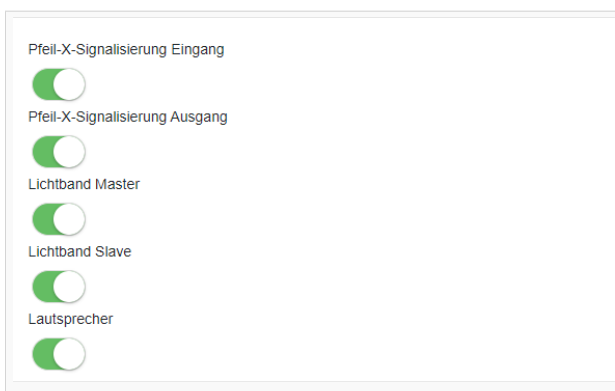 Pfeil-X-Signalisierung Eingang
Pfeil-X-Signalisierung Ausgang
Lichtband Master
Lichtband Slave
Lautsprecher